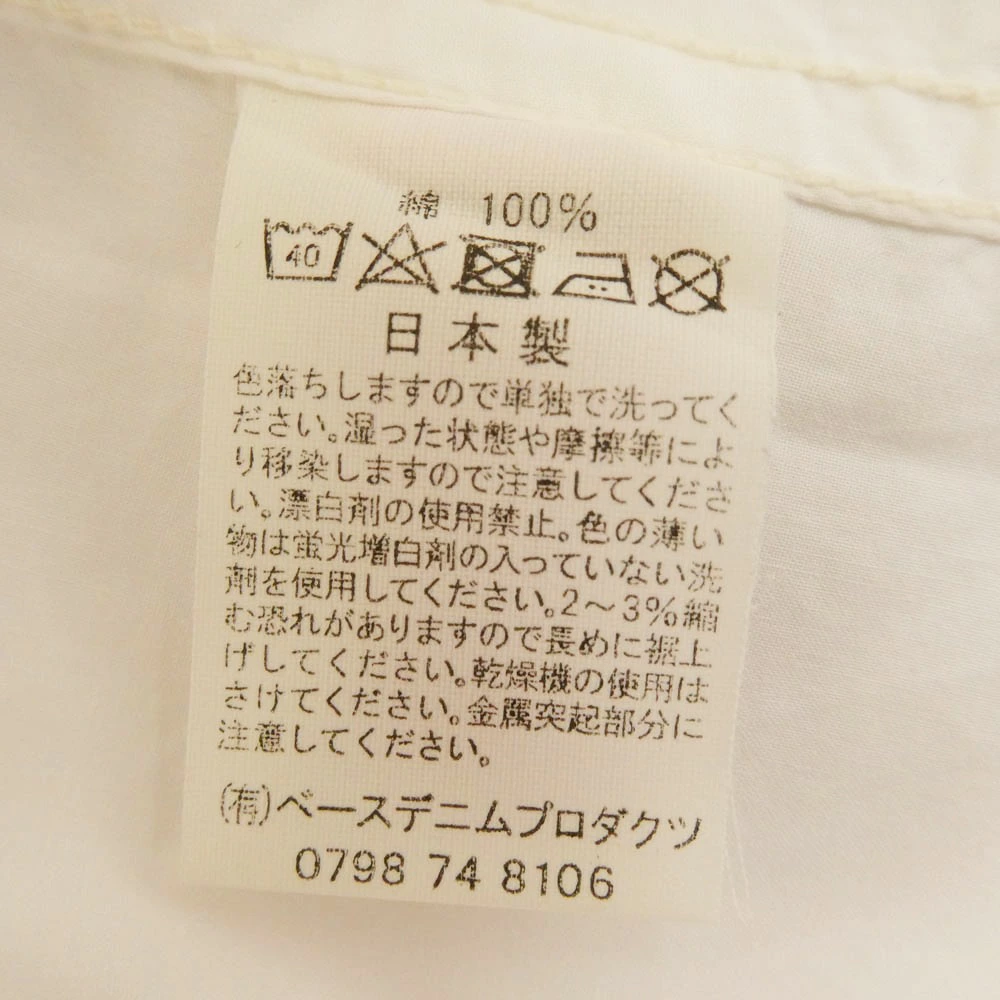 綿 100%
40
日本製
色落ちしますので単独で洗ってく
ださい。湿った状態や摩擦等によ
り移染しますので注意してくださ
い。漂白剤の使用禁止。色の薄い
物は蛍光増白剤の入っていない洗
剤を使用してください。2～3%縮
む恐れがありますので長めに裾上
げしてください。乾燥機の使用は
さけてください。金属突起部分に
注意してください。
(有)ベースデニムプロダクツ
0798 74 8106